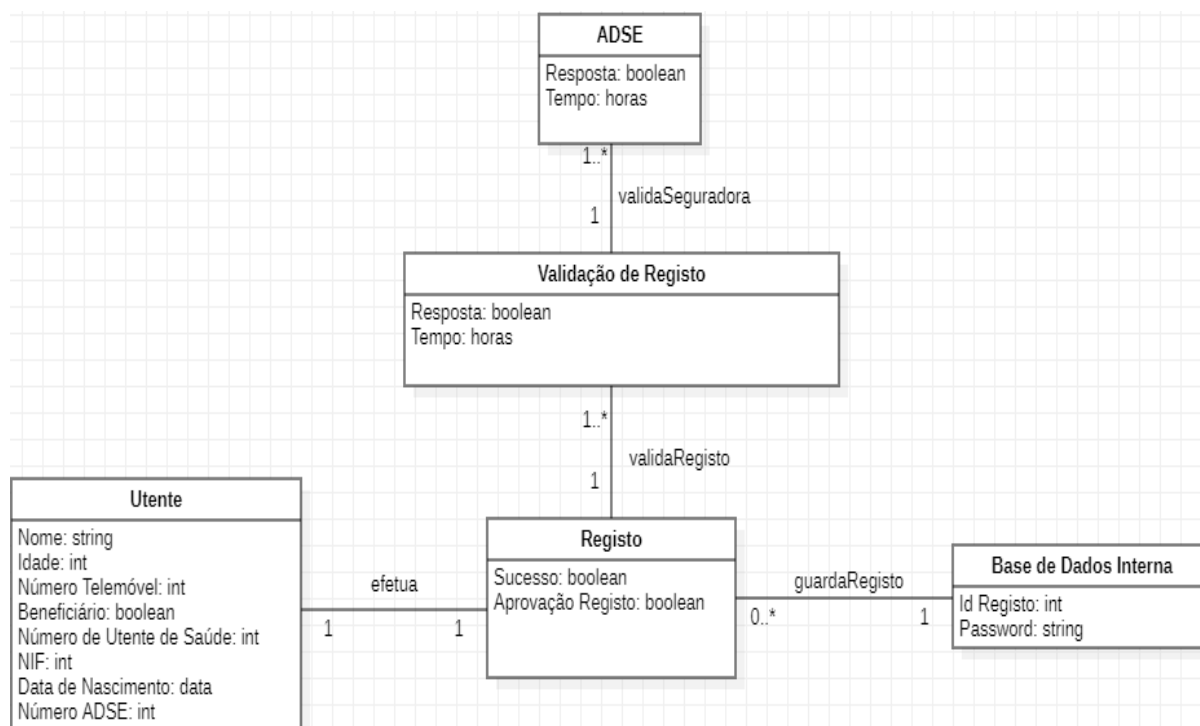 ADSE
Resposta: boolean
Tempo: horas
1..*
validaSeguradora
1
Validação de Registo
Resposta: boolean
Tempo: horas
1..*
validaRegisto
1
Utente
Nome: string
Idade: int
Número Telemóvel: int
Beneficiário: boolean
Número de Utente de Saúde: int
NIF: int
Data de Nascimento: data
Número ADSE: int
efetua
1
1
Registo
Sucesso: boolean
Aprovação Registo: boolean
guardaRegisto
0..*
1
Base de Dados Interna
Id Registo: int
Password: string